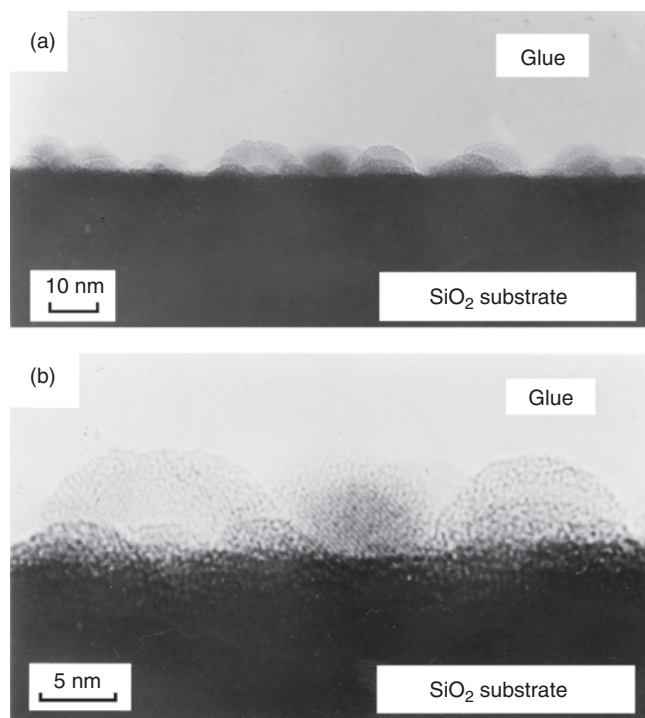 (a)
Glue
10 nm
SiO₂ substrate
(b)
Glue
5 nm
SiO₂ substrate